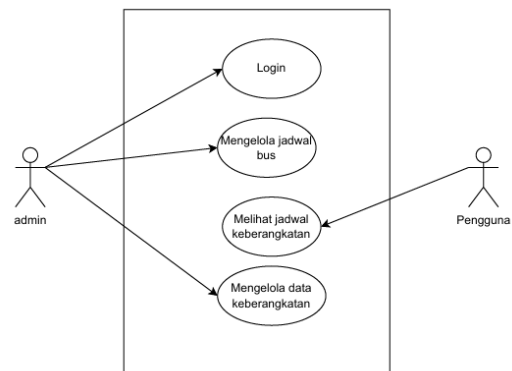 Login
Mengelola jadwal
bus
admin
Pengguna
Melihat jadwal
keberangkatan
Mengelola data
keberangkatan